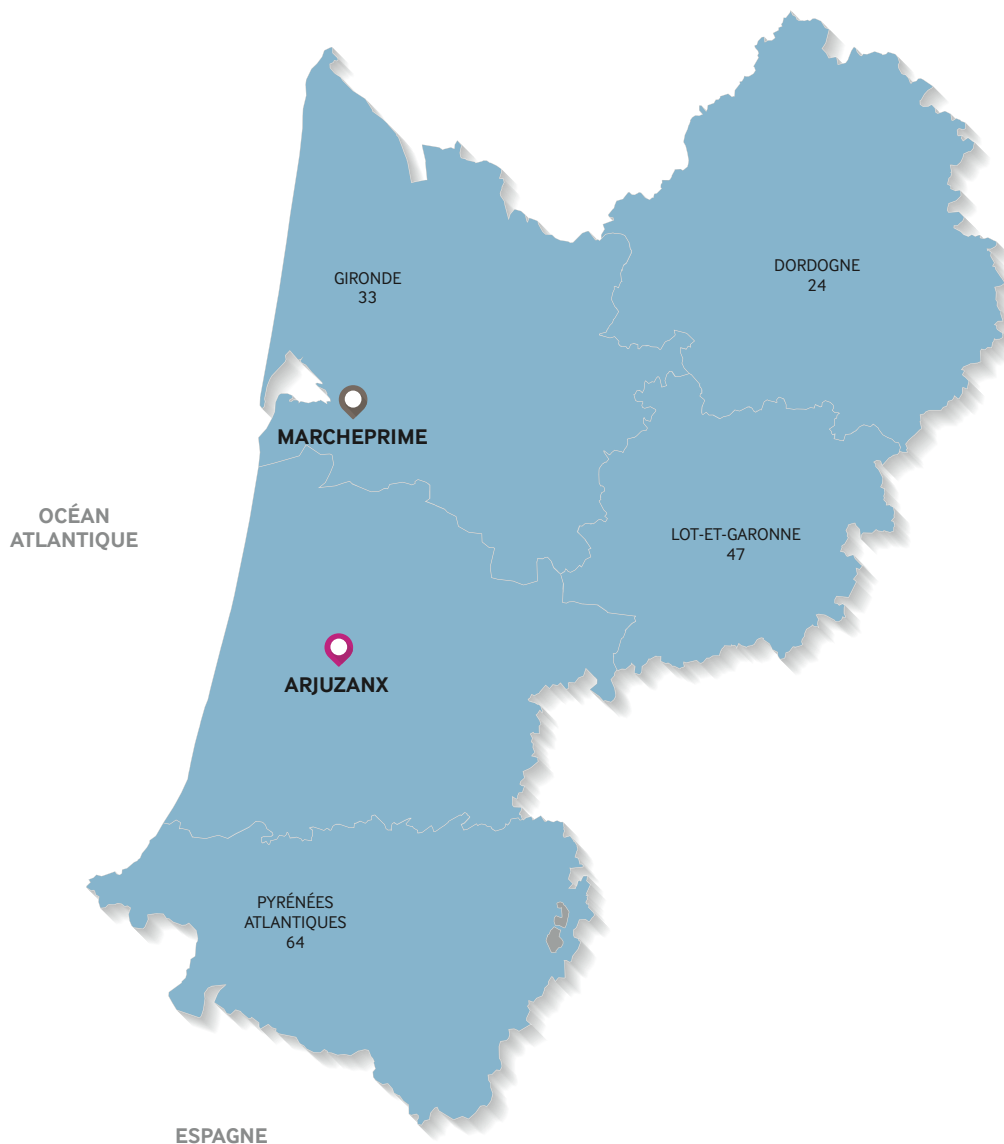 GIRONDE
33
DORDOGNE
24
MARCHEPRIME
OCÉAN
ATLANTIQUE
LOT-ET-GARONNE
47
ARJUZANX
PYRÉNÉES
ATLANTIQUES
64
ESPAGNE